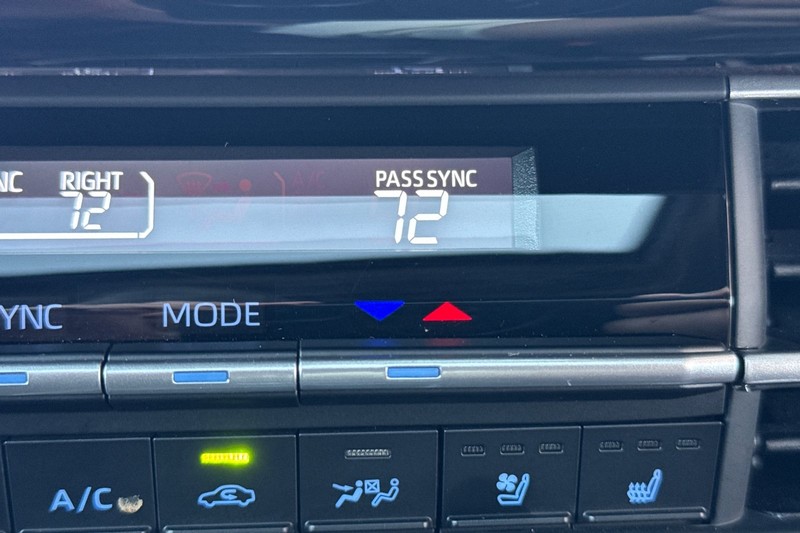 NC RIGHT
72
PASS SYNC
72
YNC
MODE
A/C